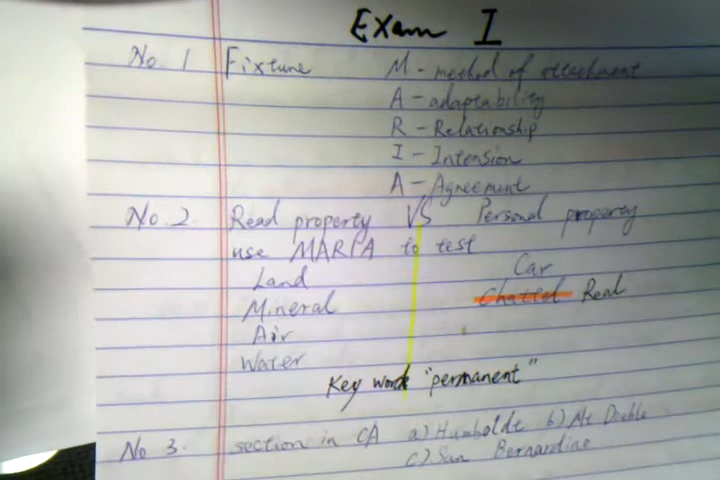 Exam I
No 1 Fixture M - method of attachment
A - adaptability
R - Relationship
I - Intension
A - Agreement
No. 2. Read property VS Personal property
use MARIA to test
Land Car
Mineral Chattel Real
Air
Water
Key work "permanent"
No 3. section in CA a) Humboldt b) Mt Diablo
c) San Bernardino